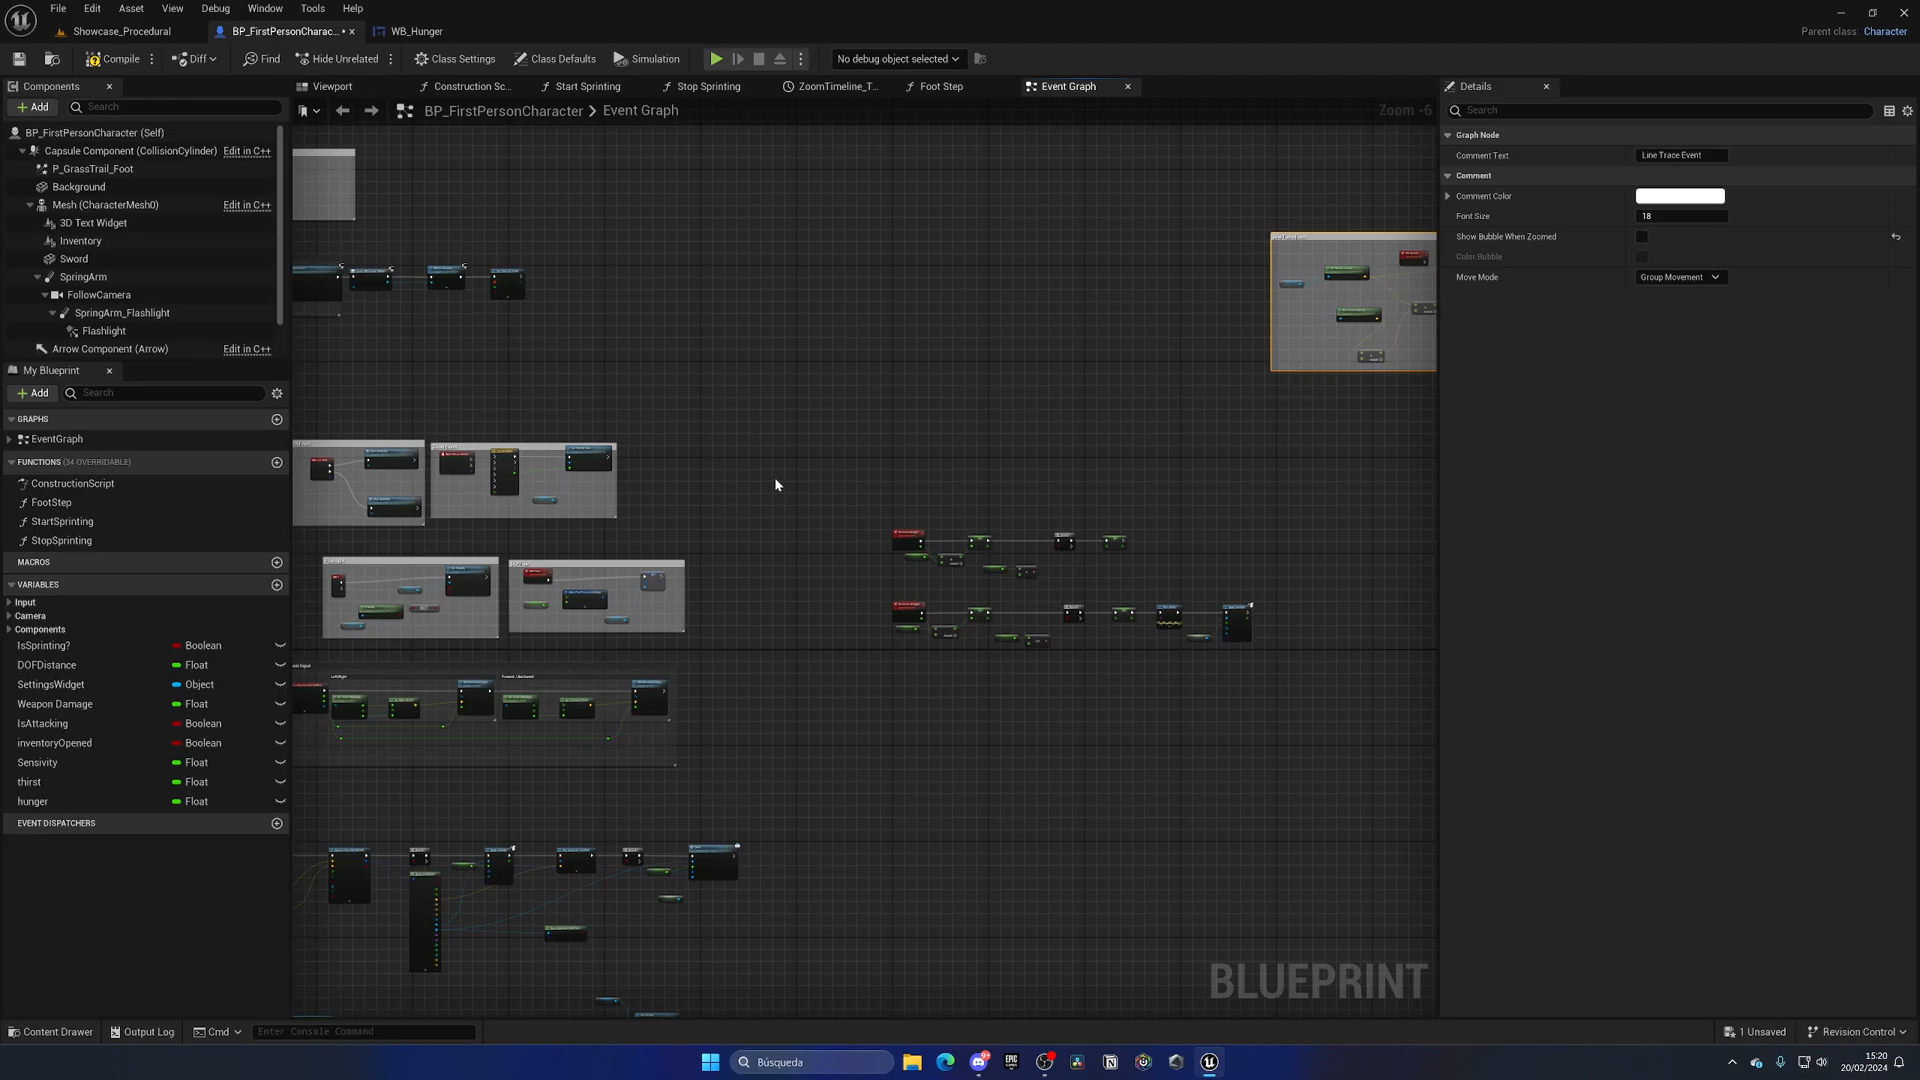 File Edit Asset View Debug Window Tools Help
Showcase_Procedural
BP_FirstPersonCharac... •
WB_Hunger
Parent class: Character
Compile
Diff
Find
Hide Unrelated
Class Settings
Class Defaults
Simulation
No debug object selected
Components
Add
Search
BP_FirstPersonCharacter (Self)
Capsule Component (CollisionCylinder) Edit in C++
P_GrassTrail_Foot
Background
Mesh (CharacterMesh0) Edit in C++
3D Text Widget
Inventory
Sword
SpringArm
FollowCamera
SpringArm_Flashlight
Flashlight
Arrow Component (Arrow) Edit in C++
My Blueprint
Add
Search
GRAPHS
EventGraph
FUNCTIONS (34 OVERRIDABLE)
ConstructionScript
FootStep
StartSprinting
StopSprinting
MACROS
VARIABLES
Input
Camera
Components
IsSprinting? Boolean
DOFDistance Float
SettingsWidget Object
Weapon Damage Float
IsAttacking Boolean
inventoryOpened Boolean
Sensivity Float
thirst Float
hunger Float
EVENT DISPATCHERS
Viewport
Construction Sc...
Start Sprinting
Stop Sprinting
ZoomTimeline_T...
Foot Step
Event Graph
BP_FirstPersonCharacter > Event Graph
Zoom -6
NOT
Left/Right
Forward / Backward
BLUEPRINT
Details
Search
Graph Node
Comment Text Line Trace Event
Comment
Comment Color
Font Size 18
Show Bubble When Zoomed
Color Bubble
Move Mode Group Movement
Content Drawer
Output Log
Cmd
Enter Console Command
1 Unsaved
Revision Control
Búsqueda
EPIC GAMES
15:20
20/02/2024